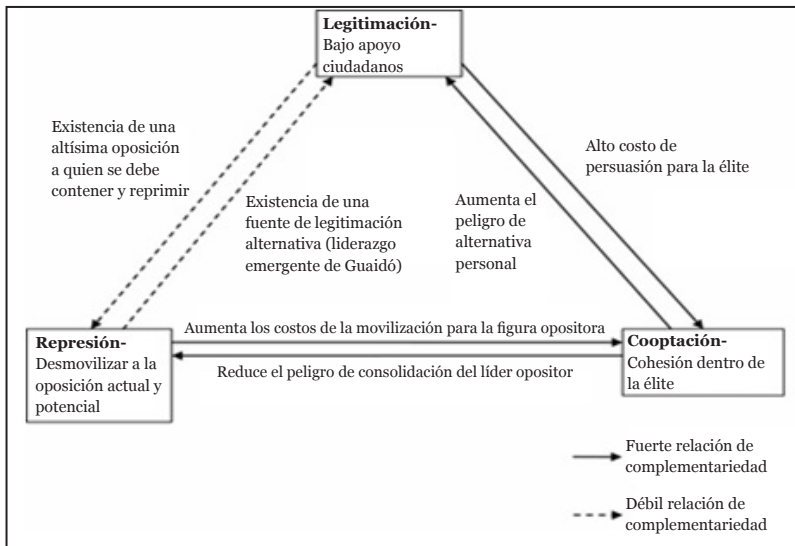 Legitimación-
Bajo apoyo
ciudadanos
Existencia de una
altísima oposición
a quien se debe
contener y reprimir
Existencia de una
fuente de legitimación
alternativa (liderazgo
emergente de Guaidó)
Aumenta el
peligro de
alternativa
personal
Alto costo de
persuasión para la élite
Represión-
Desmovilizar a la
oposición actual y
potencial
Aumenta los costos de la movilización para la figura opositora
Reduce el peligro de consolidación del líder opositor
Cooptación-
Cohesión dentro de
la élite
Fuerte relación de
complementariedad
Débil relación de
complementariedad